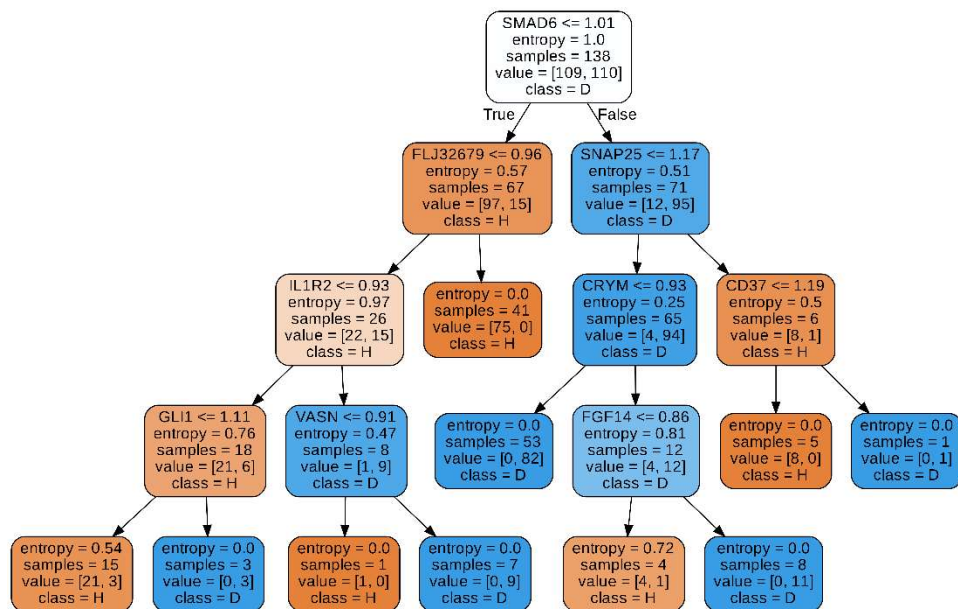 SMAD6 <= 1.01
entropy = 1.0
samples = 138
value = [109, 110]
class = D
True
False
FLJ32679 <= 0.96
entropy = 0.57
samples = 67
value = [97, 15]
class = H
SNAP25 <= 1.17
entropy = 0.51
samples = 71
value = [12, 95]
class = D
IL1R2 <= 0.93
entropy = 0.97
samples = 26
value = [22, 15]
class = H
entropy = 0.0
samples = 41
value = [75, 0]
class = H
CRYM <= 0.93
entropy = 0.25
samples = 65
value = [4, 94]
class = D
CD37 <= 1.19
entropy = 0.5
samples = 6
value = [8, 1]
class = H
GLI1 <= 1.11
entropy = 0.76
samples = 18
value = [21, 6]
class = H
VASN <= 0.91
entropy = 0.47
samples = 8
value = [1, 9]
class = D
entropy = 0.0
samples = 53
value = [0, 82]
class = D
FGF14 <= 0.86
entropy = 0.81
samples = 12
value = [4, 12]
class = D
entropy = 0.0
samples = 5
value = [8, 0]
class = H
entropy = 0.0
samples = 1
value = [0, 1]
class = D
entropy = 0.54
samples = 15
value = [21, 3]
class = H
entropy = 0.0
samples = 3
value = [0, 3]
class = D
entropy = 0.0
samples = 1
value = [1, 0]
class = H
entropy = 0.0
samples = 7
value = [0, 9]
class = D
entropy = 0.72
samples = 4
value = [4, 1]
class = H
entropy = 0.0
samples = 8
value = [0, 11]
class = D